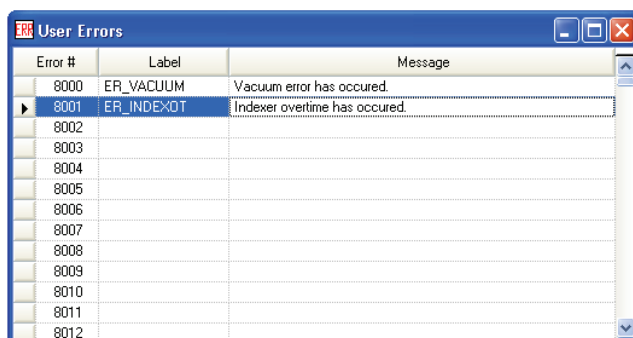 ERR User Errors
Error # Label Message
8000 ER_VACUUM Vacuum error has occured.
8001 ER_INDEXOT Indexer overtime has occured.
8002
8003
8004
8005
8006
8007
8008
8009
8010
8011
8012